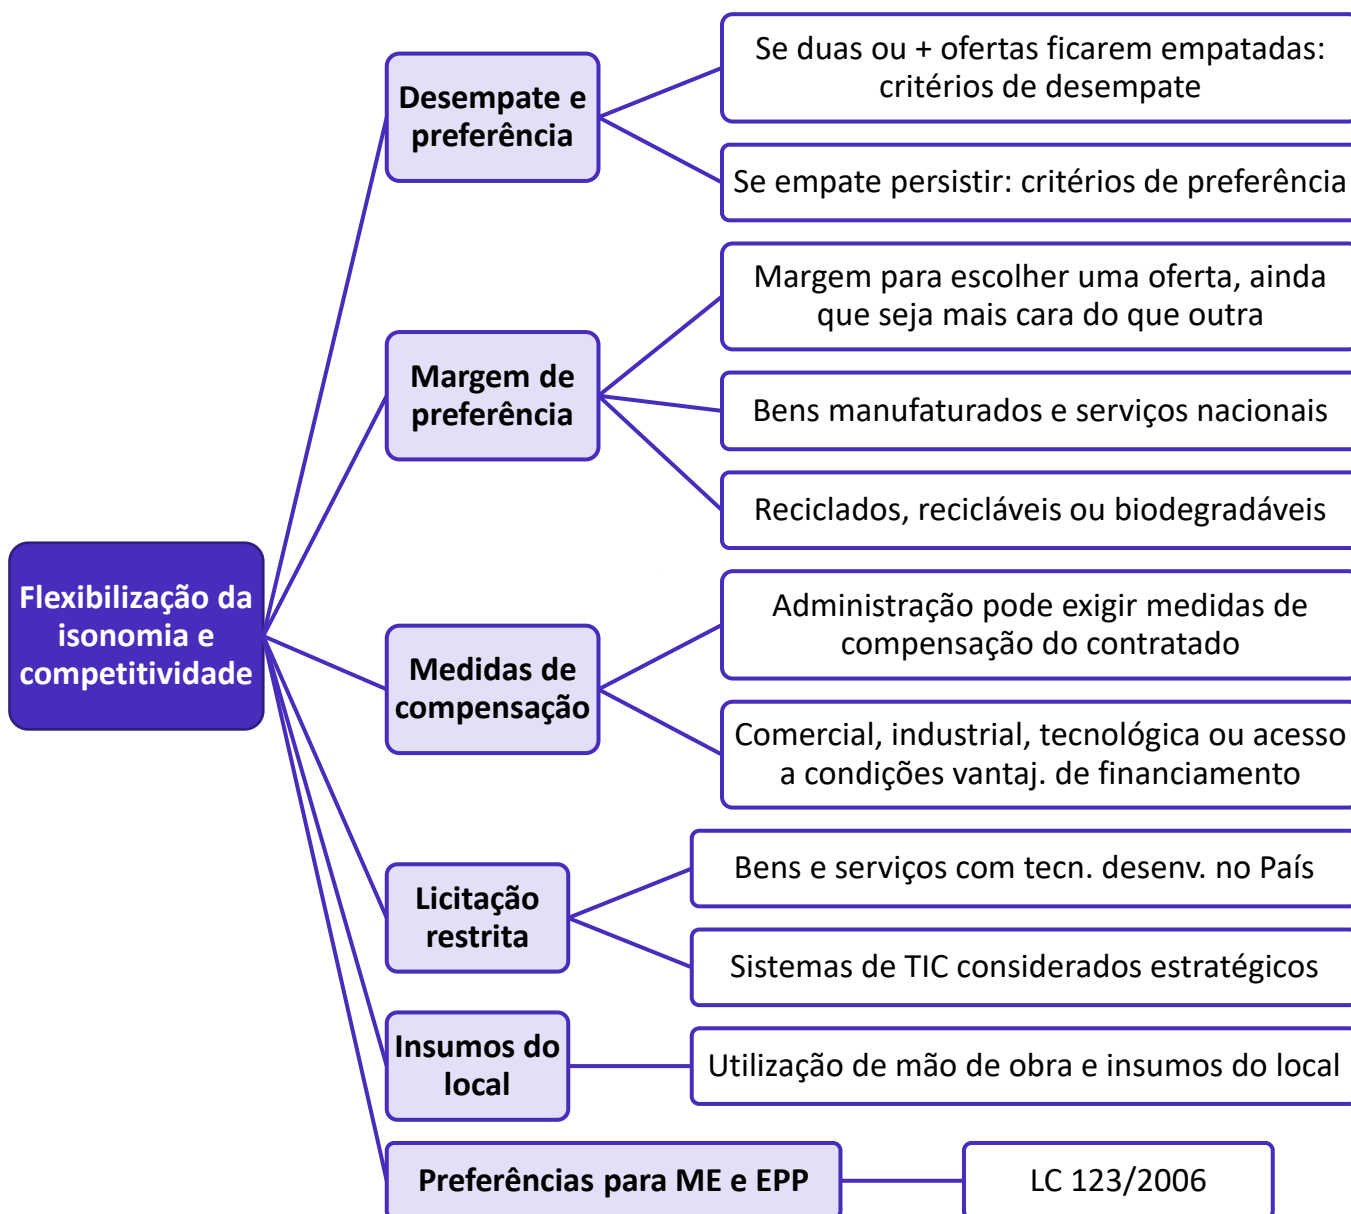 Flexibilização da
isonomia e
competitividade
Desempate e
preferência
Se duas ou + ofertas ficarem empatadas:
critérios de desempate
Se empate persistir: critérios de preferência
Margem de
preferência
Margem para escolher uma oferta, ainda
que seja mais cara do que outra
Bens manufaturados e serviços nacionais
Reciclados, recicláveis ou biodegradáveis
Medidas de
compensação
Administração pode exigir medidas de
compensação do contratado
Comercial, industrial, tecnológica ou acesso
a condições vantaj. de financiamento
Licitação
restrita
Bens e serviços com tecn. desenv. no País
Sistemas de TIC considerados estratégicos
Insumos do
local
Utilização de mão de obra e insumos do local
Preferências para ME e EPP
LC 123/2006